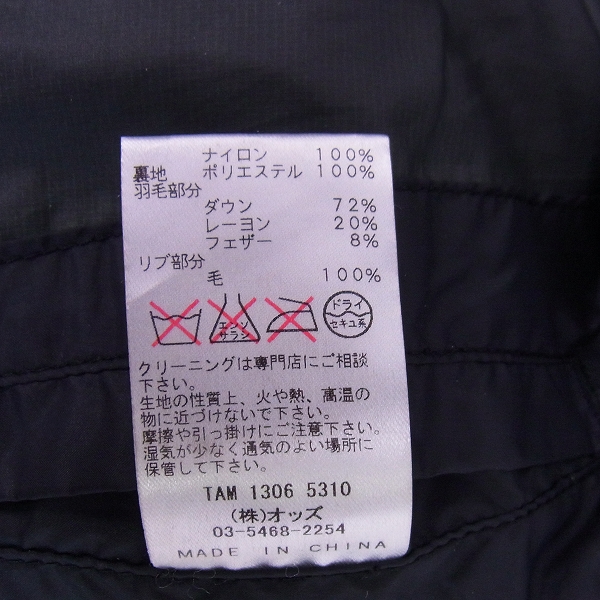 ナイロン 100%
裏地 ポリエステル 100%
羽毛部分
ダウン 72%
レーヨン 20%
フェザー 8%
リブ部分
毛 100%
エンソ
サラシ
ドライ
セキユ系
クリーニングは専門店にご相談
下さい。
生地の性質上、火や熱、高温の
物に近づけないで下さい。
摩擦や引っ掛けにご注意下さい。
湿気が少なく通気のよい場所に
保管して下さい。
TAM 1306 5310
(株)オッズ
03-5468-2254
MADE IN CHINA